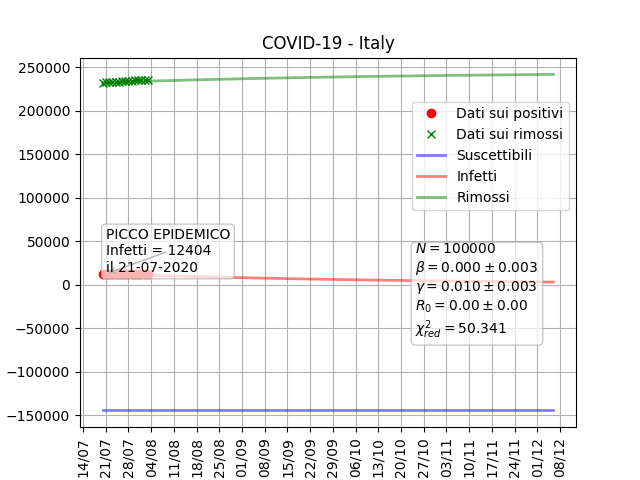 COVID-19 - Italy
250000
200000
150000
100000
50000
0
−50000
−100000
−150000
Dati sui positivi
Dati sui rimossi
Suscettibili
Infetti
Rimossi
PICCO EPIDEMICO
Infetti = 12404
il 21-07-2020
N = 100000
β = 0.000 ± 0.003
γ = 0.010 ± 0.003
R₀ = 0.00 ± 0.00
χ²red = 50.341
14/07
21/07
28/07
04/08
11/08
18/08
25/08
01/09
08/09
15/09
22/09
29/09
06/10
13/10
20/10
27/10
03/11
10/11
17/11
24/11
01/12
08/12